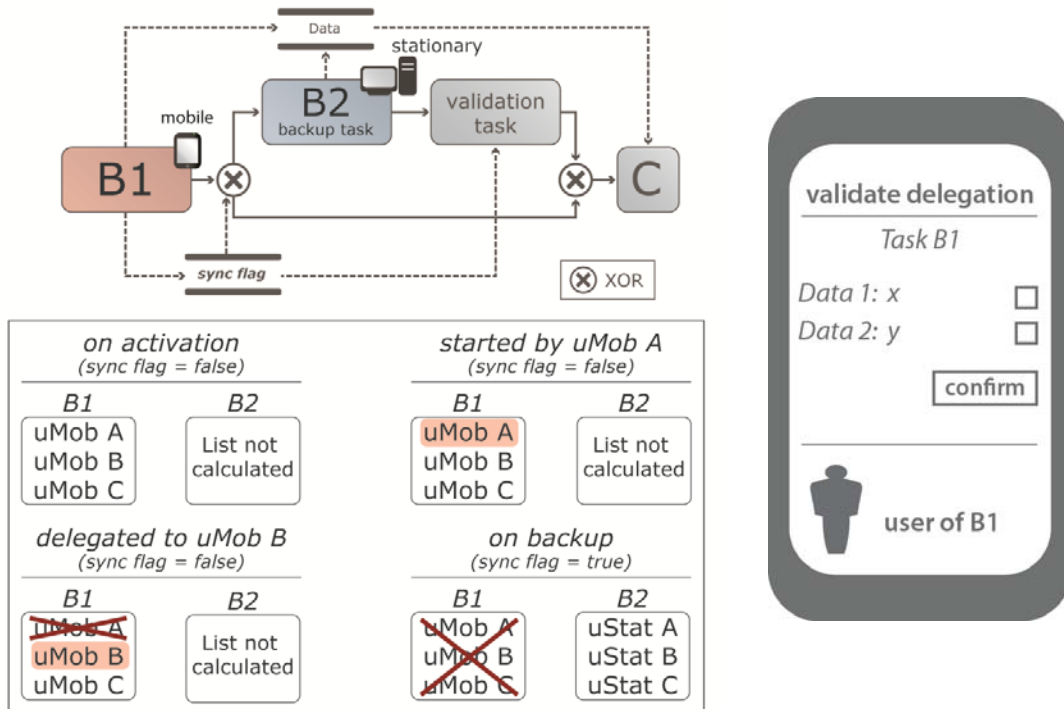 Data
stationary
B2
backup task
validation
task
mobile
B1
C
sync flag
XOR
on activation
(sync flag = false)
B1
B2
uMob A
uMob B
uMob C
List not
calculated
started by uMob A
(sync flag = false)
B1
B2
uMob A
uMob B
uMob C
List not
calculated
delegated to uMob B
(sync flag = false)
B1
B2
uMob A
uMob B
uMob C
List not
calculated
on backup
(sync flag = true)
B1
B2
uMob A
uMob B
uMob C
uStat A
uStat B
uStat C
validate delegation
Task B1
Data 1: x
Data 2: y
confirm
user of B1